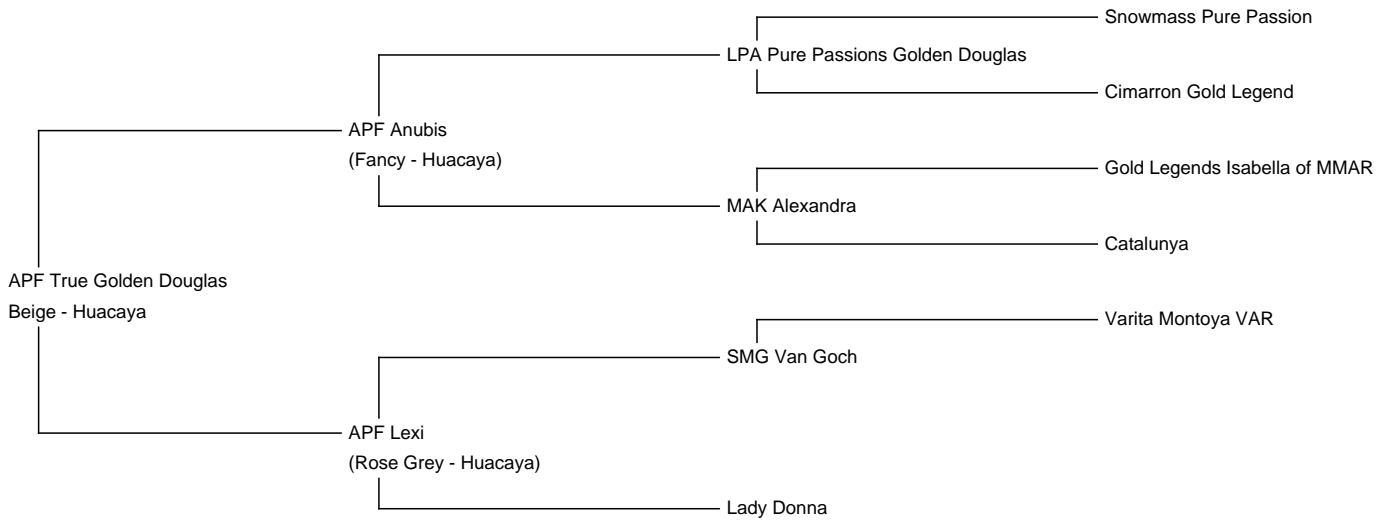 Snowmass Pure Passion
LPA Pure Passions Golden Douglas
Cimarron Gold Legend
APF Anubis
(Fancy - Huacaya)
Gold Legends Isabella of MMAR
MAK Alexandra
Catalunya
APF True Golden Douglas
Beige - Huacaya
Varita Montoya VAR
SMG Van Goch
APF Lexi
(Rose Grey - Huacaya)
Lady Donna